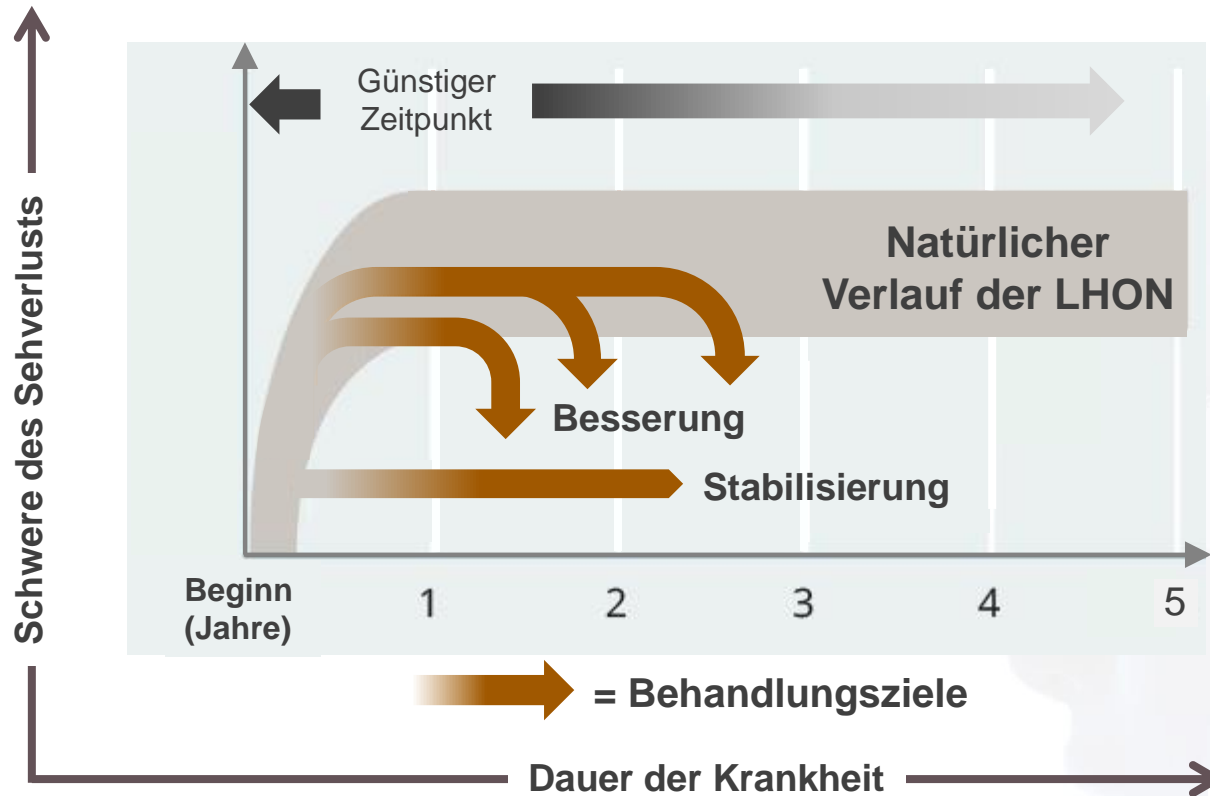 Schwere des Sehverlusts
Günstiger
Zeitpunkt
Natürlicher
Verlauf der LHON
Besserung
Stabilisierung
Beginn
(Jahre)
1
2
3
4
5
= Behandlungsziele
Dauer der Krankheit